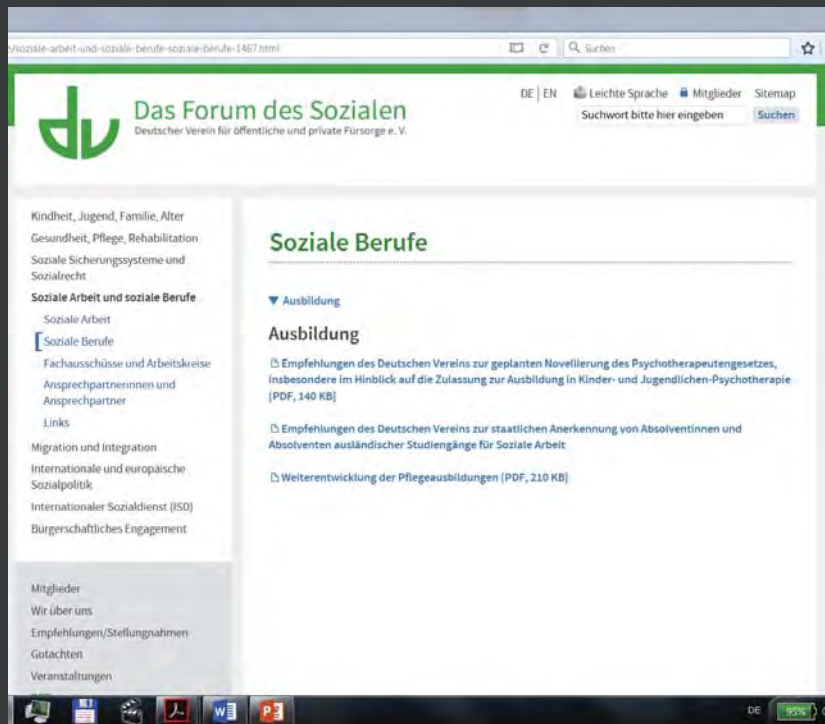 /soziale-arbeit-und-soziale-berufe-soziale-berufe-1467.html
Suchen
DE | EN Leichte Sprache Mitglieder Sitemap
Suchwort bitte hier eingeben Suchen
dv
Das Forum des Sozialen
Deutscher Verein für öffentliche und private Fürsorge e. V.
Kindheit, Jugend, Familie, Alter
Gesundheit, Pflege, Rehabilitation
Soziale Sicherungssysteme und
Sozialrecht
Soziale Arbeit und soziale Berufe
Soziale Arbeit
Soziale Berufe
Fachausschüsse und Arbeitskreise
Ansprechpartnerinnen und
Ansprechpartner
Links
Migration und Integration
Internationale und europäische
Sozialpolitik
Internationaler Sozialdienst (ISD)
Bürgerschaftliches Engagement
Mitglieder
Wir über uns
Empfehlungen/Stellungnahmen
Gutachten
Veranstaltungen
Soziale Berufe
▼ Ausbildung
Ausbildung
Empfehlungen des Deutschen Vereins zur geplanten Novellierung des Psychotherapeutengesetzes,
insbesondere im Hinblick auf die Zulassung zur Ausbildung in Kinder- und Jugendlichen-Psychotherapie
[PDF, 140 KB]
Empfehlungen des Deutschen Vereins zur staatlichen Anerkennung von Absolventinnen und
Absolventen ausländischer Studiengänge für Soziale Arbeit
Weiterentwicklung der Pflegeausbildungen [PDF, 210 KB]
DE 95%